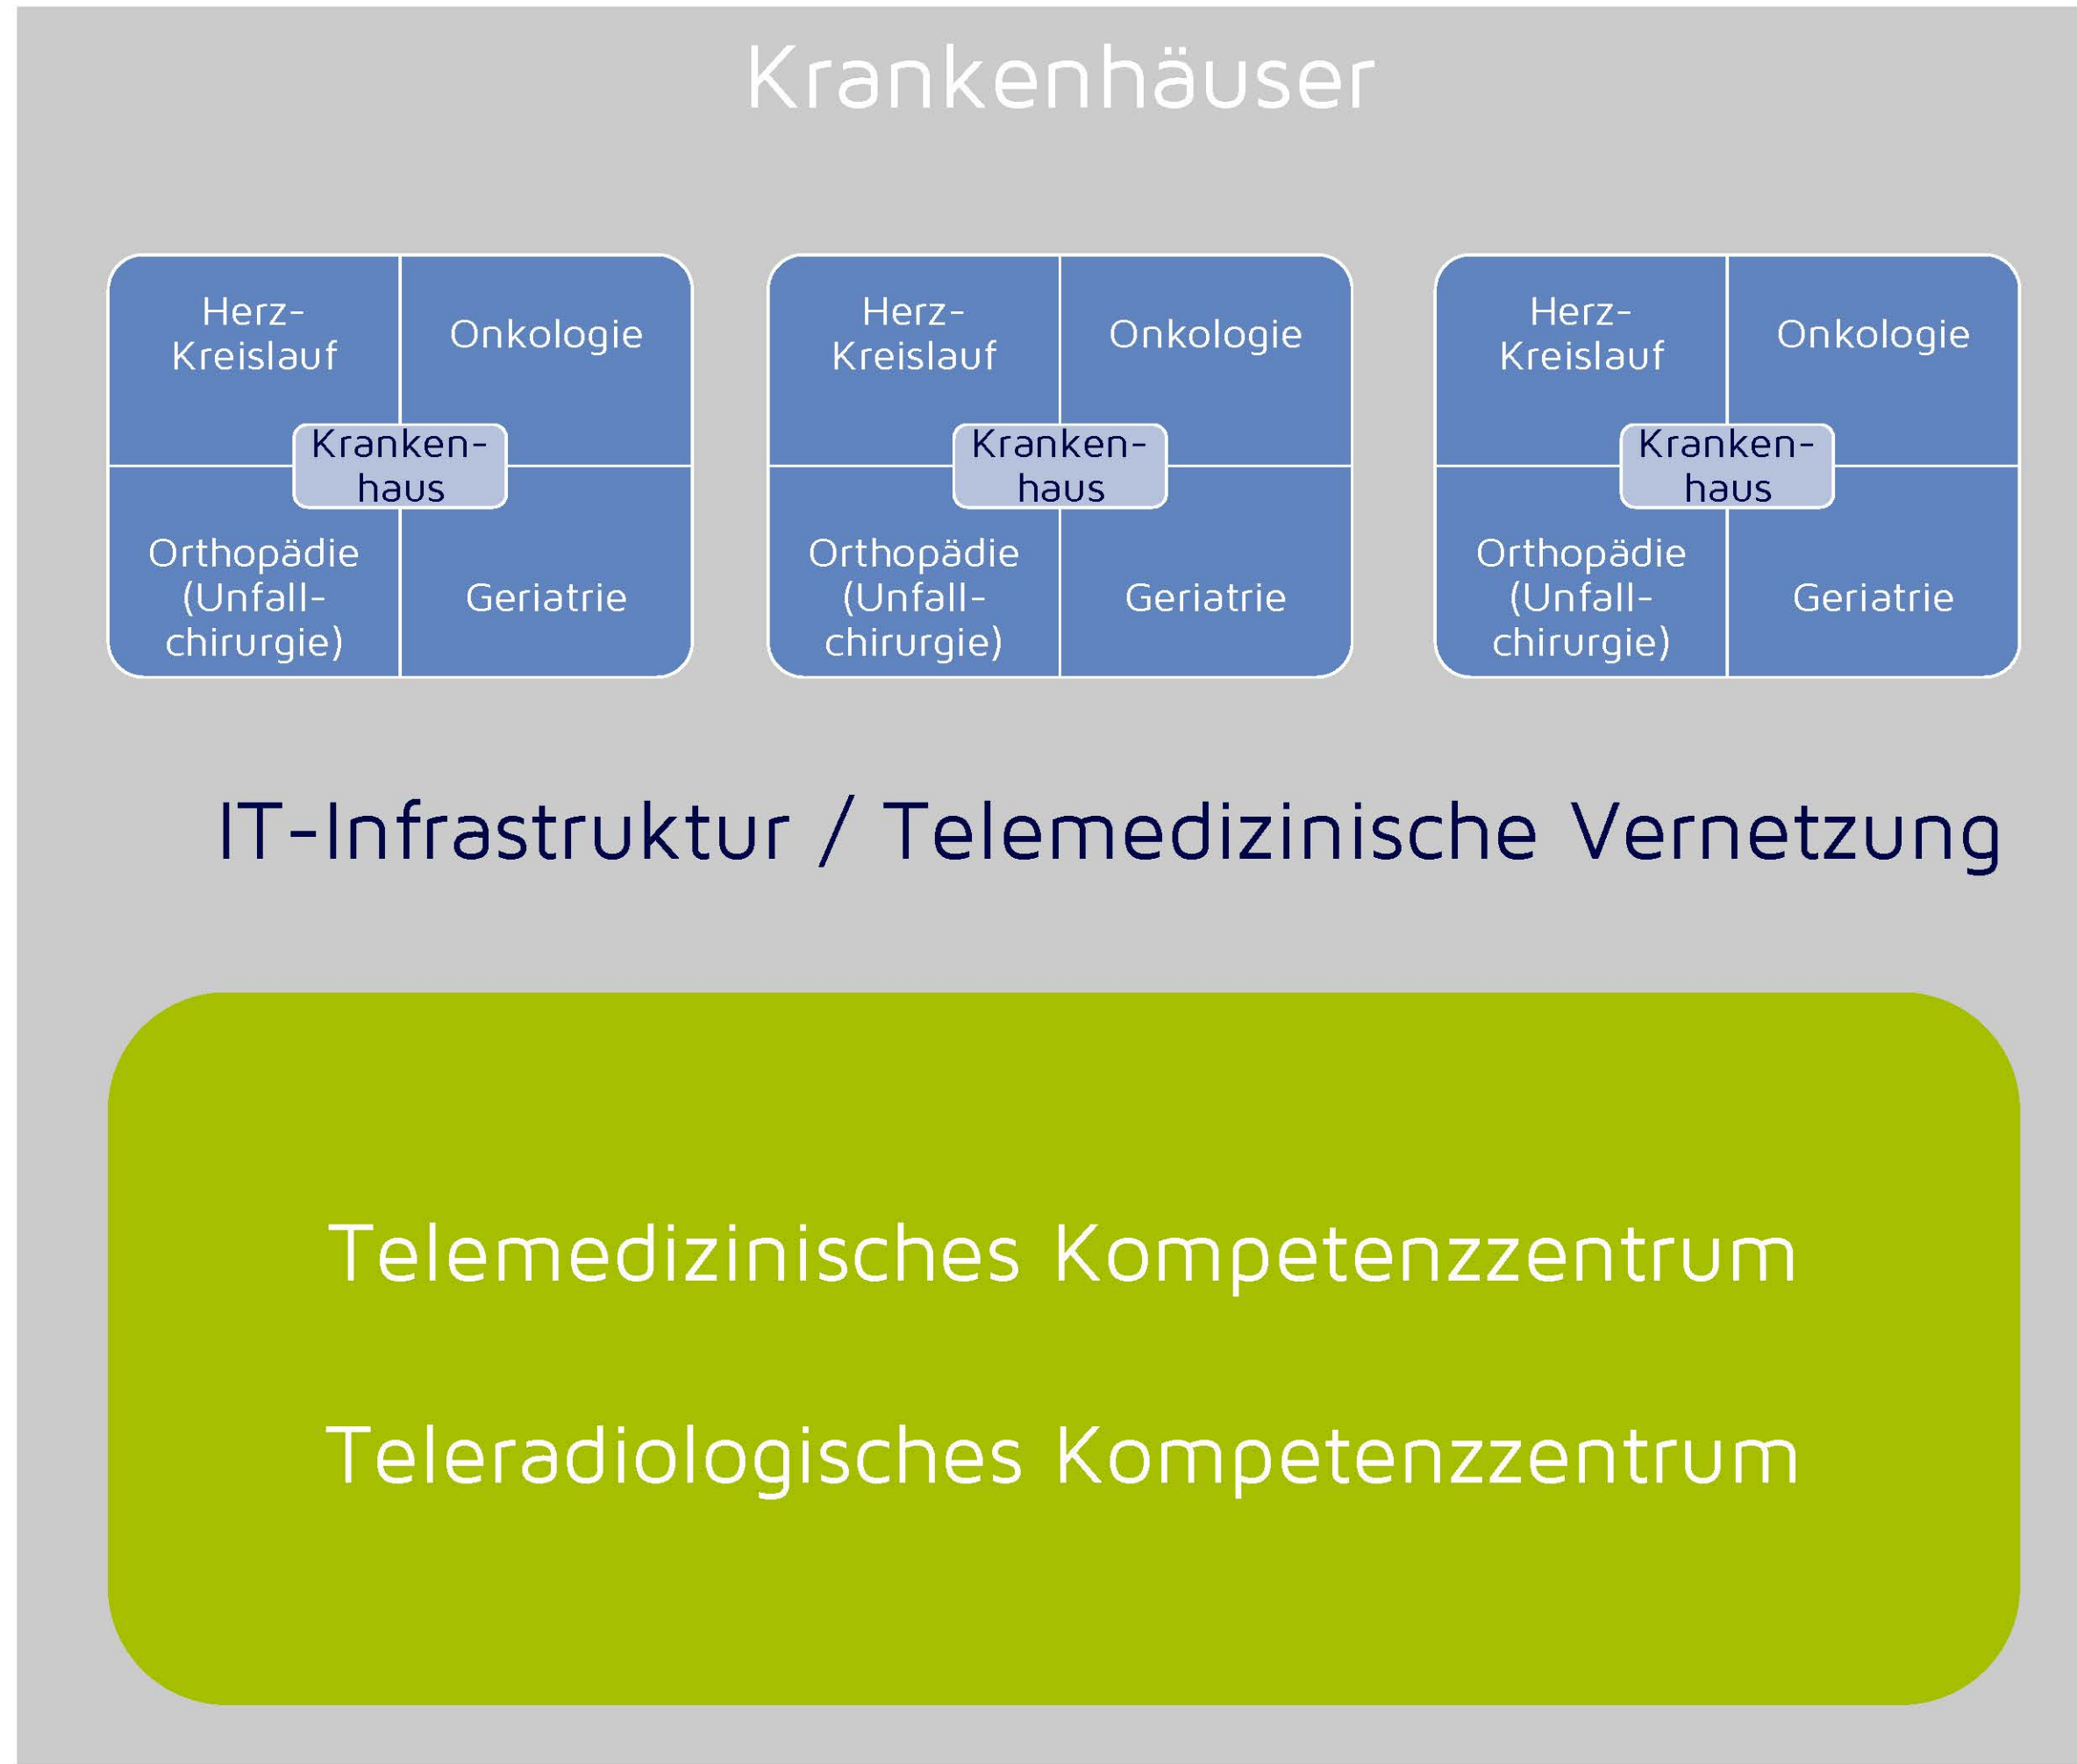 Krankenhäuser
Herz-
Kreislauf
Onkologie
Kranken-
haus
Orthopädie
(Unfall-
chirurgie)
Geriatrie
Herz-
Kreislauf
Onkologie
Kranken-
haus
Orthopädie
(Unfall-
chirurgie)
Geriatrie
Herz-
Kreislauf
Onkologie
Kranken-
haus
Orthopädie
(Unfall-
chirurgie)
Geriatrie
IT-Infrastruktur / Telemedizinische Vernetzung
Telemedizinisches Kompetenzzentrum
Teleradiologisches Kompetenzzentrum